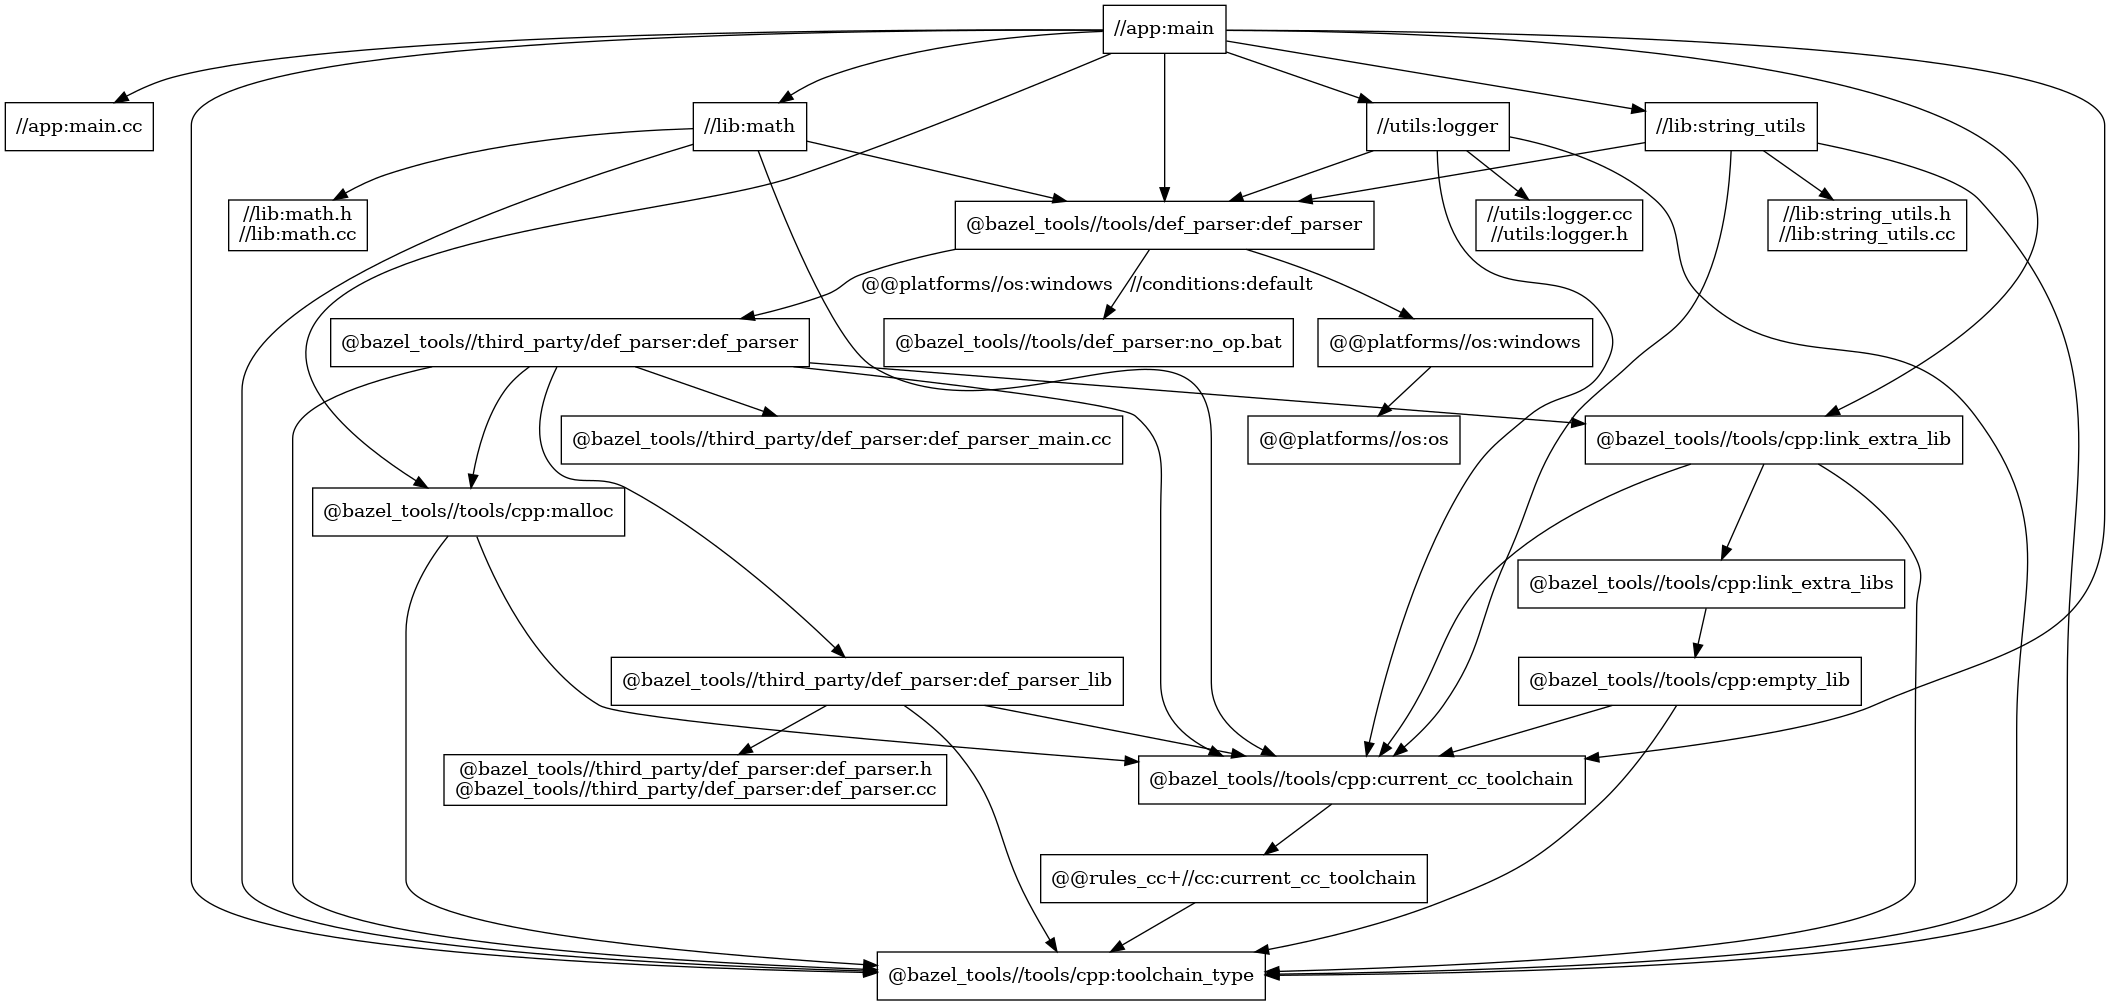 //app:main
//app:main.cc
//lib:math
//utils:logger
//lib:string_utils
//lib:math.h
//lib:math.cc
@bazel_tools//tools/def_parser:def_parser
//utils:logger.cc
//utils:logger.h
//lib:string_utils.h
//lib:string_utils.cc
@@platforms//os:windows
//conditions:default
@bazel_tools//third_party/def_parser:def_parser
@bazel_tools//tools/def_parser:no_op.bat
@@platforms//os:windows
@bazel_tools//third_party/def_parser:def_parser_main.cc
@@platforms//os:os
@bazel_tools//tools/cpp:link_extra_lib
@bazel_tools//tools/cpp:malloc
@bazel_tools//tools/cpp:link_extra_libs
@bazel_tools//third_party/def_parser:def_parser_lib
@bazel_tools//tools/cpp:empty_lib
@bazel_tools//third_party/def_parser:def_parser.h
@bazel_tools//third_party/def_parser:def_parser.cc
@bazel_tools//tools/cpp:current_cc_toolchain
@@rules_cc+//cc:current_cc_toolchain
@bazel_tools//tools/cpp:toolchain_type